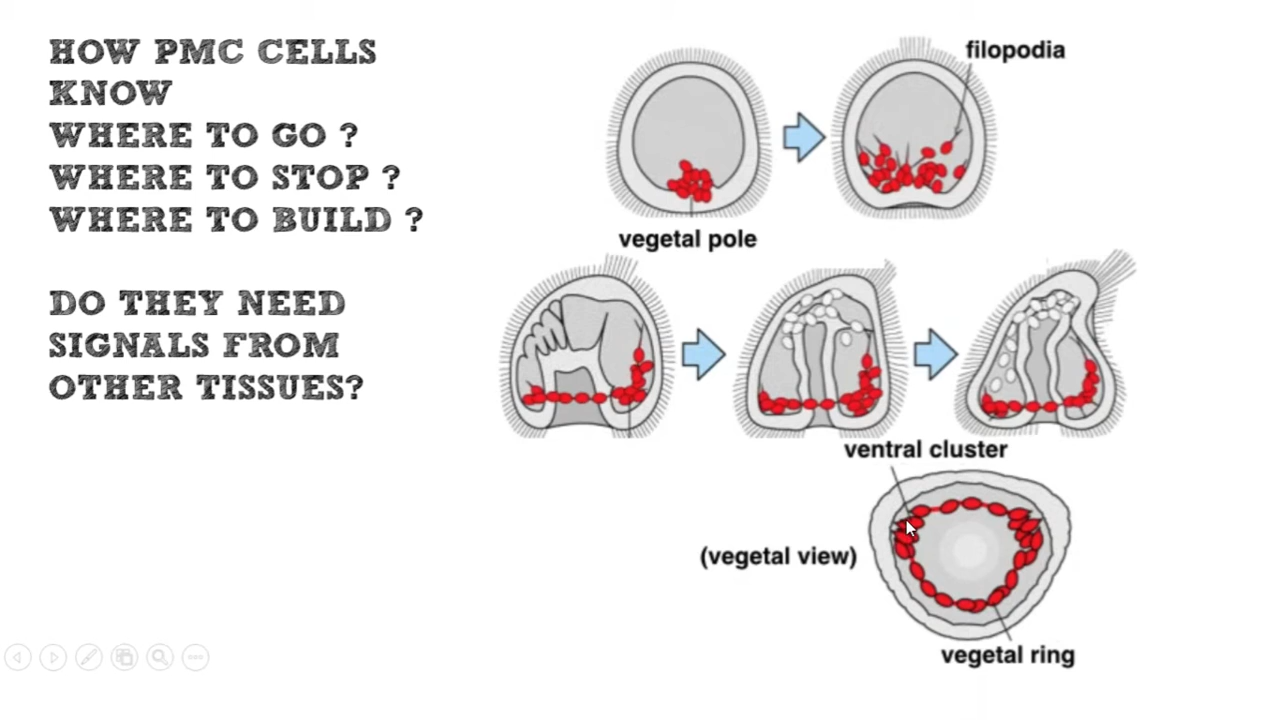 HOW PMC CELLS
KNOW
WHERE TO GO ?
WHERE TO STOP ?
WHERE TO BUILD ?
DO THEY NEED
SIGNALS FROM
OTHER TISSUES?
filopodia
vegetal pole
ventral cluster
(vegetal view)
vegetal ring